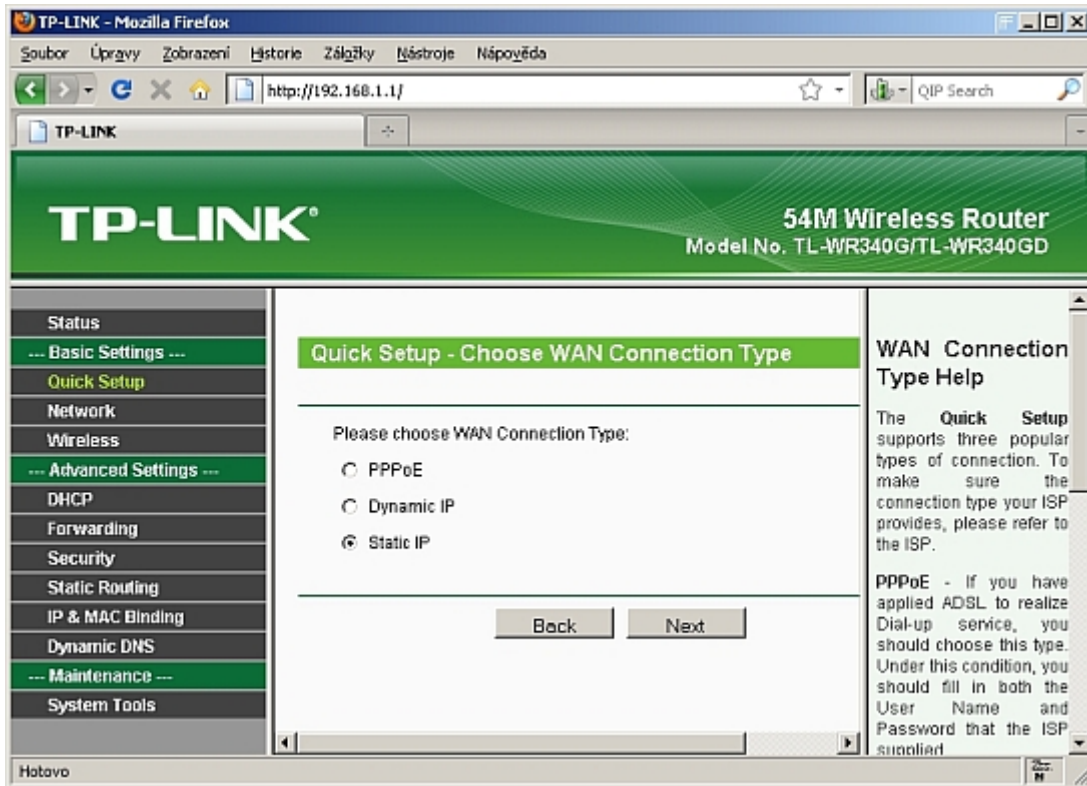 TP-LINK - Mozilla Firefox
Soubor Úpravy Zobrazení Historie Záložky Nástroje Nápověda
http://192.168.1.1/
QIP Search
TP-LINK
TP-LINK®
54M Wireless Router
Model No. TL-WR340G/TL-WR340GD
Status
--- Basic Settings ---
Quick Setup
Network
Wireless
--- Advanced Settings ---
DHCP
Forwarding
Security
Static Routing
IP & MAC Binding
Dynamic DNS
--- Maintenance ---
System Tools
Quick Setup - Choose WAN Connection Type
Please choose WAN Connection Type:
PPPoE
Dynamic IP
Static IP
Back Next
WAN Connection
Type Help
The Quick Setup
supports three popular
types of connection. To
make sure the
connection type your ISP
provides, please refer to
the ISP.
PPPoE - If you have
applied ADSL to realize
Dial-up service, you
should choose this type.
Under this condition, you
should fill in both the
User Name and
Password that the ISP
supplied
Hotovo